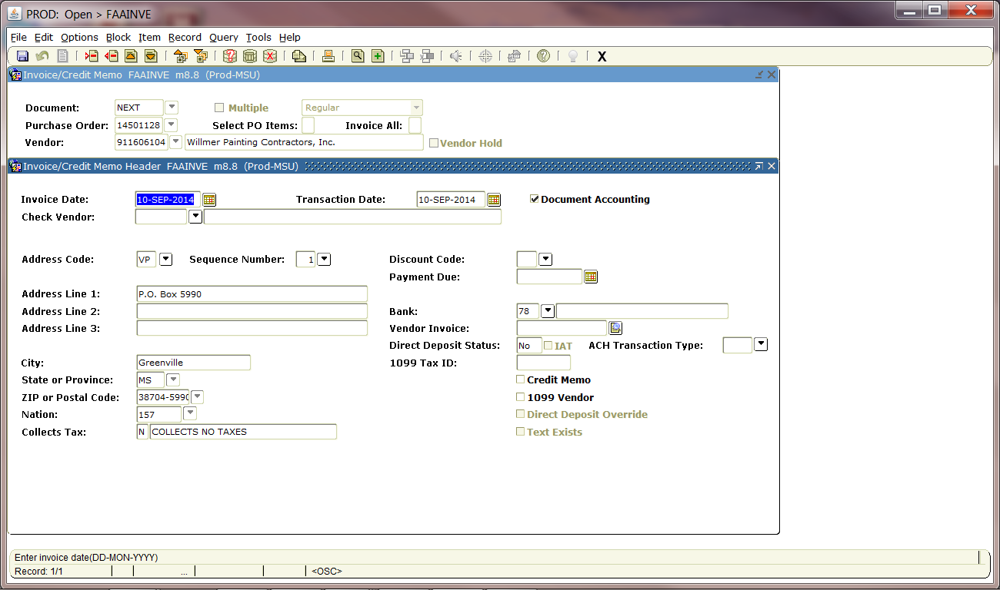 PROD: Open > FAAINVE
File Edit Options Block Item Record Query Tools Help
X
Invoice/Credit Memo FAAINVE m8.8 (Prod-MSU)
Document: NEXT Multiple Regular
Purchase Order: 14501128 Select PO Items: Invoice All:
Vendor: 911606104 Willmer Painting Contractors, Inc. Vendor Hold
Invoice/Credit Memo Header FAAINVE m8.8 (Prod-MSU)
Invoice Date: 10-SEP-2014 Transaction Date: 10-SEP-2014 Document Accounting
Check Vendor:
Address Code: VP Sequence Number: 1 Discount Code:
Payment Due:
Address Line 1: P.O. Box 5990
Address Line 2: Bank: 78
Address Line 3: Vendor Invoice:
Direct Deposit Status: No IAT ACH Transaction Type:
City: Greenville 1099 Tax ID:
State or Province: MS Credit Memo
ZIP or Postal Code: 38704-5990 1099 Vendor
Nation: 157 Direct Deposit Override
Collects Tax: N COLLECTS NO TAXES Text Exists
Enter invoice date(DD-MON-YYYY)
Record: 1/1 ... <OSC>